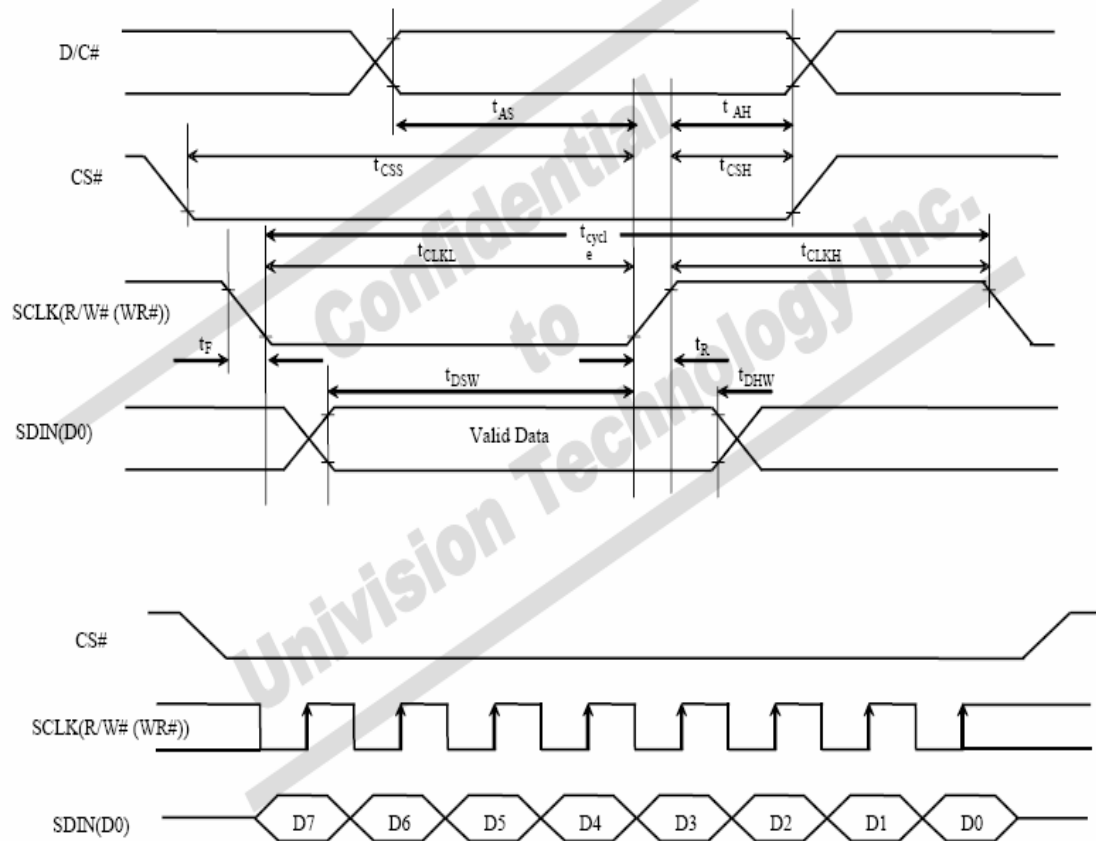 D/C#
tAS
t AH
CS#
tCSS
tCSH
tcycl
e
tCLKL
tCLKH
SCLK(R/W# (WR#))
tF
tR
tDSW
tDHW
SDIN(D0)
Valid Data
Confidential
to
Univision Technology Inc.
CS#
SCLK(R/W# (WR#))
SDIN(D0)
D7 D6 D5 D4 D3 D2 D1 D0